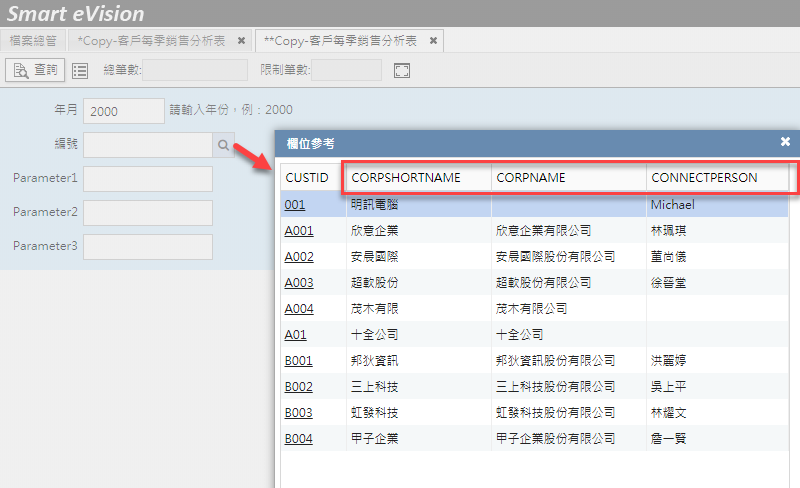 Smart eVision
檔案總管 *Copy-客戶每季銷售分析表 **Copy-客戶每季銷售分析表
查詢 總筆數: 限制筆數:
年月 2000 請輸入年份，例：2000
編號
Parameter1
Parameter2
Parameter3
欄位參考
CUSTID CORPSHORTNAME CORPNAME CONNECTPERSON
001 明訊電腦 Michael
A001 欣意企業 欣意企業有限公司 林珮琪
A002 安晨國際 安晨國際股份有限公司 董尚儀
A003 超軟股份 超軟股份有限公司 徐晉堂
A004 茂木有限 茂木有限公司
A01 十全公司 十全公司
B001 邦狄資訊 邦狄資訊股份有限公司 洪麗婷
B002 三上科技 三上科技股份有限公司 吳上平
B003 虹發科技 虹發科技股份有限公司 林耀文
B004 甲子企業 甲子企業股份有限公司 詹一賢